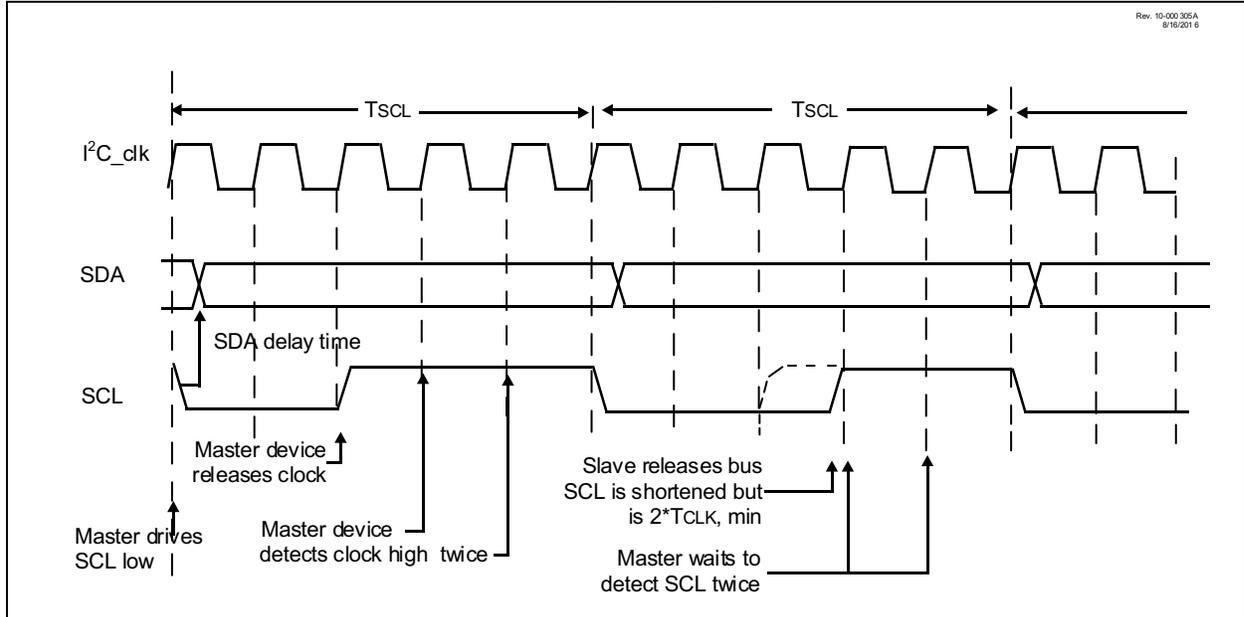 Rev. 10-000 305A
8/16/201 6
TSCL
TSCL
I²C_clk
SDA
SDA delay time
SCL
Master device
releases clock
Slave releases bus
SCL is shortened but
is 2*TCLK, min
Master drives
SCL low
Master device
detects clock high twice
Master waits to
detect SCL twice